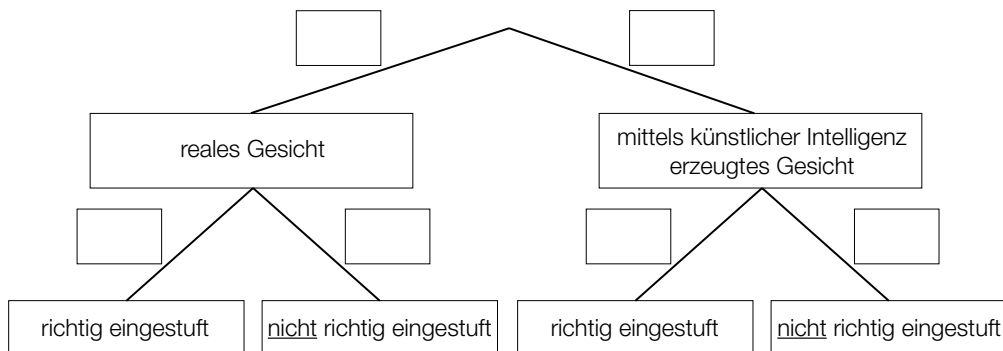 reales Gesicht
mittels künstlicher Intelligenz
erzeugtes Gesicht
richtig eingestuft
nicht richtig eingestuft
richtig eingestuft
nicht richtig eingestuft